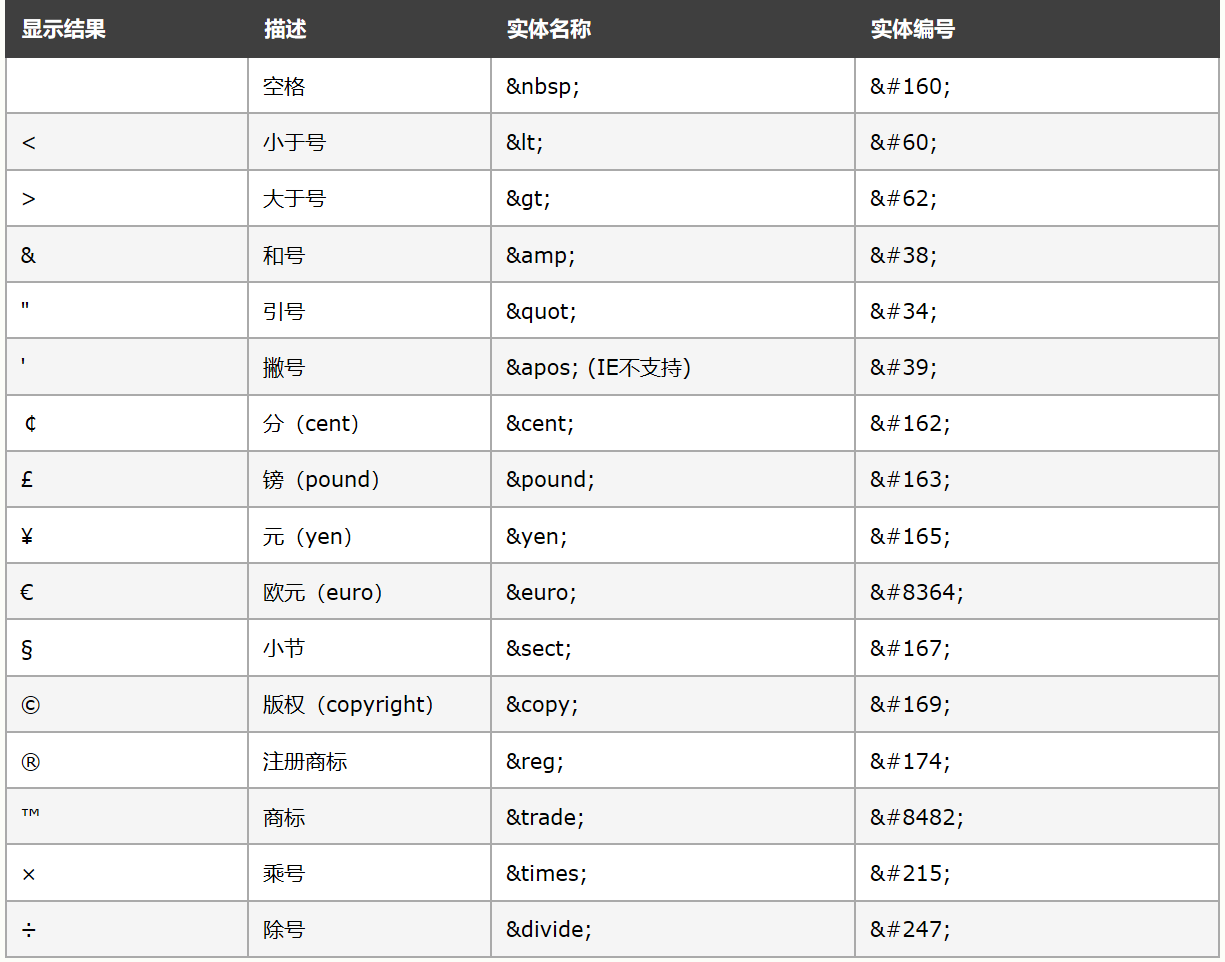 显示结果 描述 实体名称 实体编号
空格 &nbsp; &#160;
< 小于号 &lt; &#60;
> 大于号 &gt; &#62;
& 和号 &amp; &#38;
" 引号 &quot; &#34;
' 撇号 &apos; (IE不支持) &#39;
¢ 分（cent） &cent; &#162;
£ 镑（pound） &pound; &#163;
¥ 元（yen） &yen; &#165;
€ 欧元（euro） &euro; &#8364;
§ 小节 &sect; &#167;
© 版权（copyright） &copy; &#169;
® 注册商标 &reg; &#174;
™ 商标 &trade; &#8482;
× 乘号 &times; &#215;
÷ 除号 &divide; &#247;